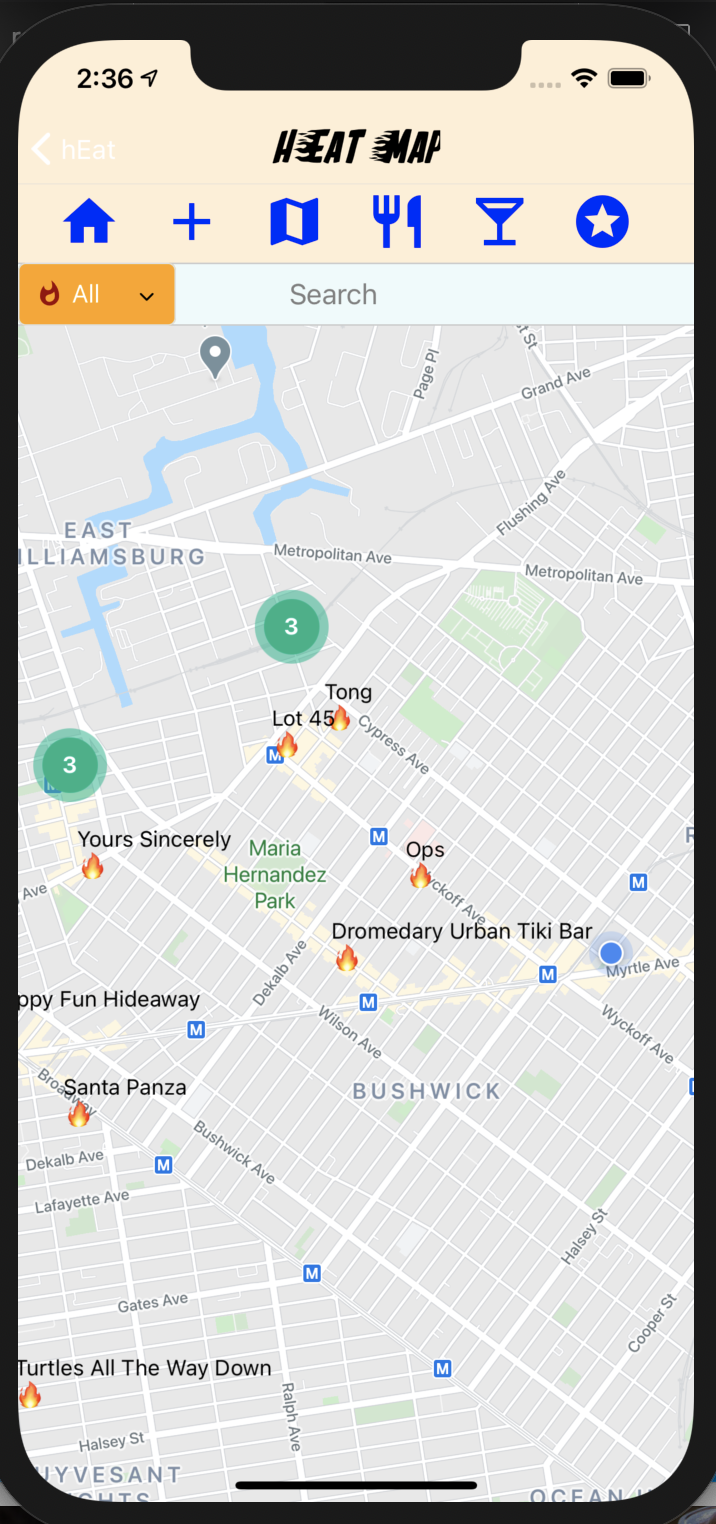 2:36
hEat
HEAT MAP
All
Search
Page Pl
St
Grand Ave
Flushing Ave
EAST
ILLIAMSBURG
Metropolitan Ave
Metropolitan Ave
3
Tong
Lot 45
Cypress Ave
M
3
Yours Sincerely
Maria
Hernandez
Park
M
Ops
M
Ave
yckoff Ave
Dromedary Urban Tiki Bar
Dekalb Ave
M
Myrtle Ave
ppy Fun Hideaway
M
M
Wilson Ave
Wyckoff Ave
Santa Panza
Broadway
BUSHWICK
Bushwick Ave
Dekalb Ave
M
Lafayette Ave
Halsey St
M
Gates Ave
Cooper St
Turtles All The Way Down
M
Ralph Ave
Halsey St
UYVESANT
GHTS
OCEAN